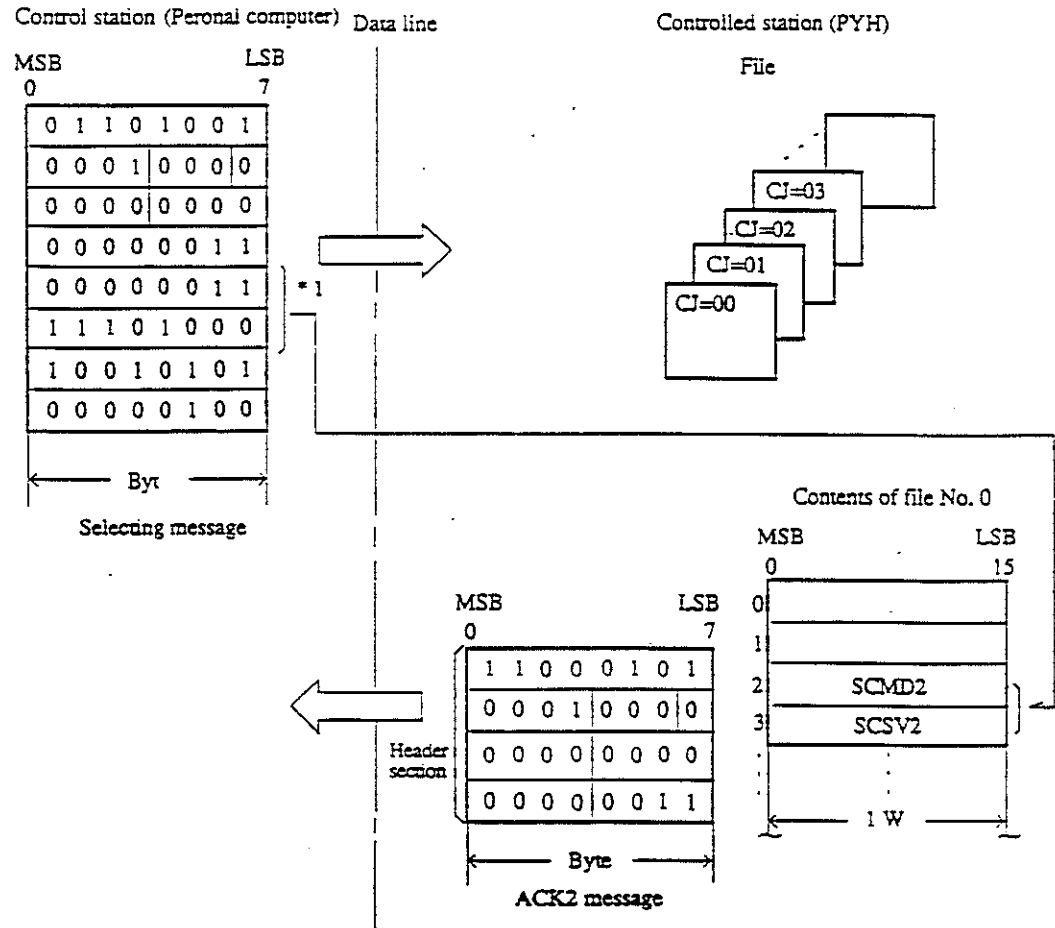 Control station (Peronai computer)
Data line
Controlled station (PYH)
File
MSB LSB
0 7
0 1 1 0 1 0 0 1
0 0 0 1 0 0 0 0
0 0 0 0 0 0 0 0
0 0 0 0 0 0 1 1
0 0 0 0 0 0 1 1
1 1 1 0 1 0 0 0
1 0 0 1 0 1 0 1
0 0 0 0 0 1 0 0
* 1
Byt
Selecting message
CJ=03
CJ=02
CJ=01
CJ=00
Contents of file No. 0
MSB LSB
0 15
0
1
2 SCMD2
3 SCSV2
1 W
MSB LSB
0 7
1 1 0 0 0 1 0 1
0 0 0 1 0 0 0 0
0 0 0 0 0 0 0 0
0 0 0 0 0 0 1 1
Header
section
Byte
ACK2 message